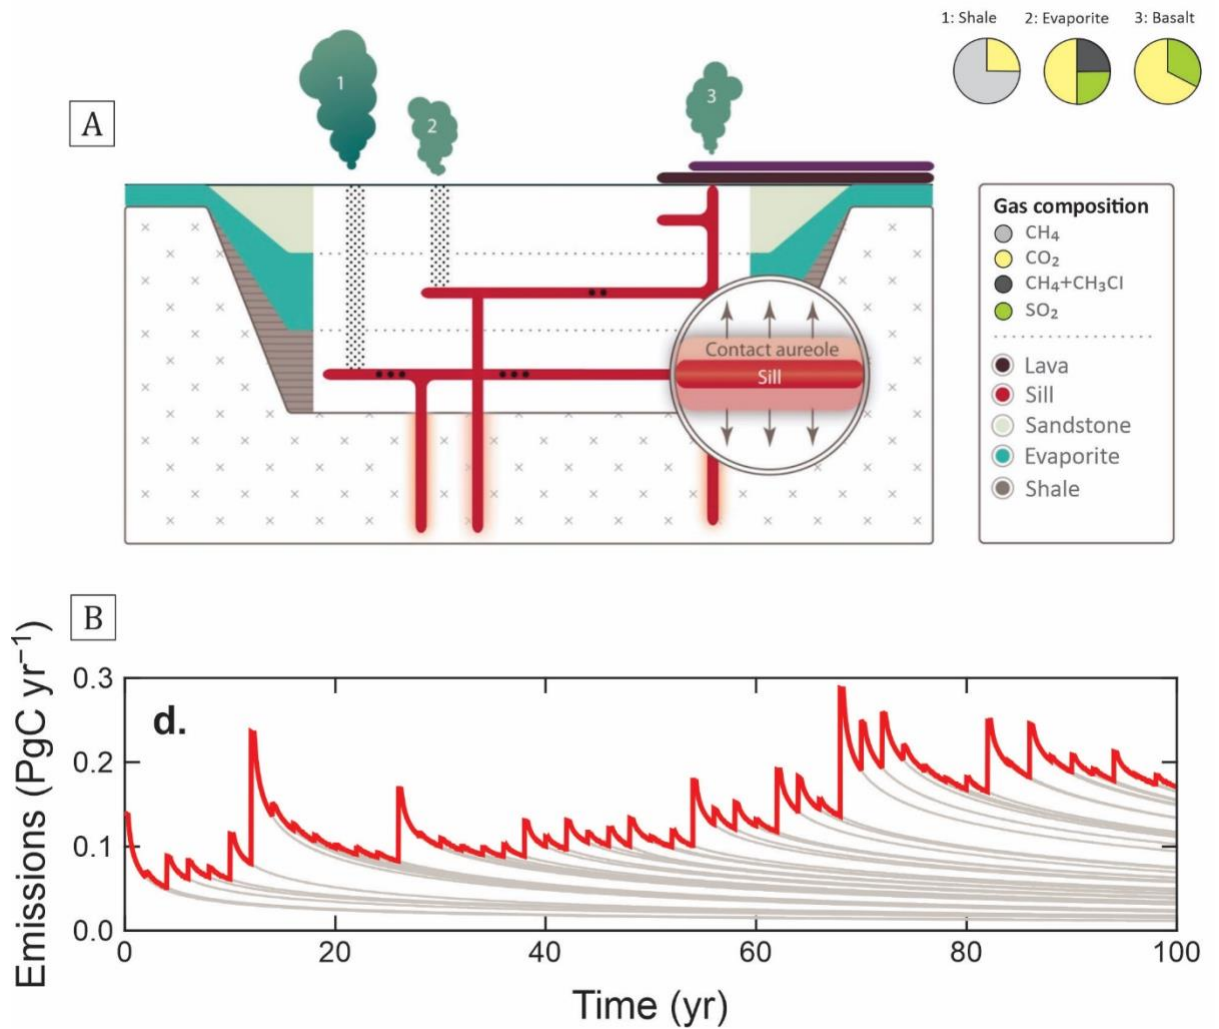 1: Shale 2: Evaporite 3: Basalt
A
1
2
3
Gas composition
CH₄
CO₂
CH₄+CH₃Cl
SO₂
Lava
Sill
Sandstone
Evaporite
Shale
Contact aureole
Sill
B
d.
Emissions (PgC yr⁻¹)
0.3
0.2
0.1
0.0
0 20 40 60 80 100
Time (yr)